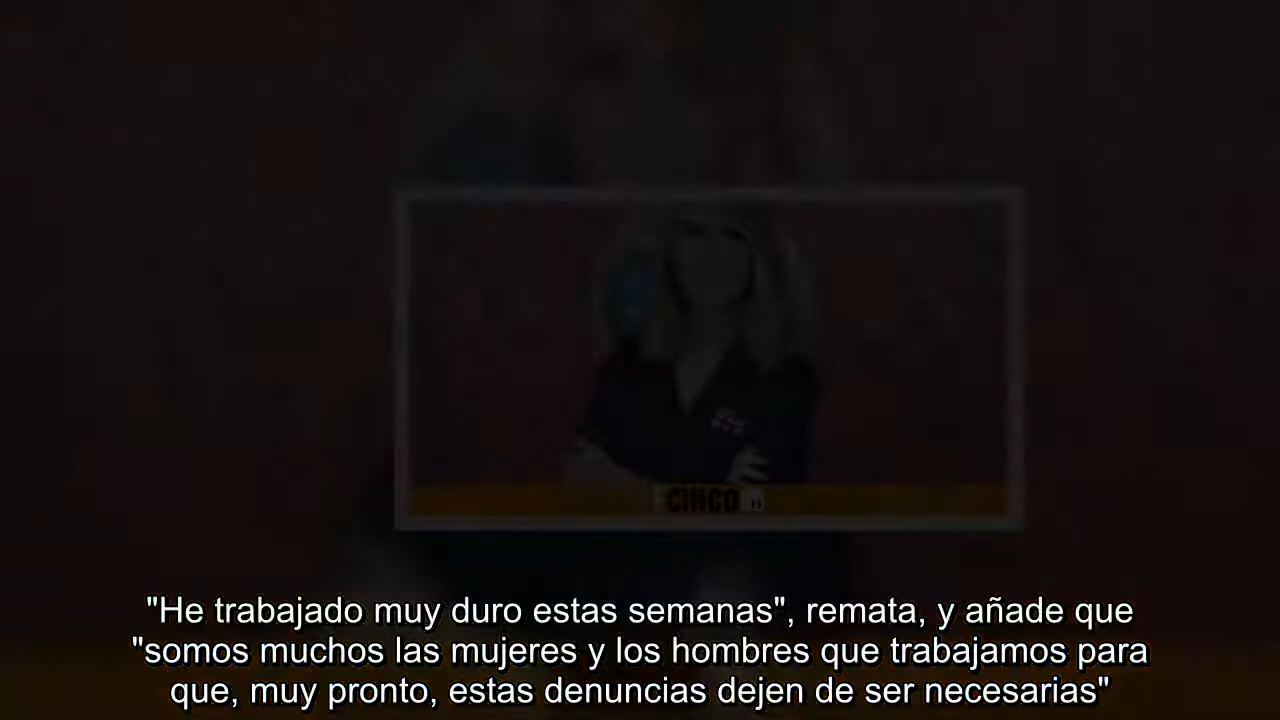 CINCO
"He trabajado muy duro estas semanas", remata, y añade que
"somos muchos las mujeres y los hombres que trabajamos para
que, muy pronto, estas denuncias dejen de ser necesarias"